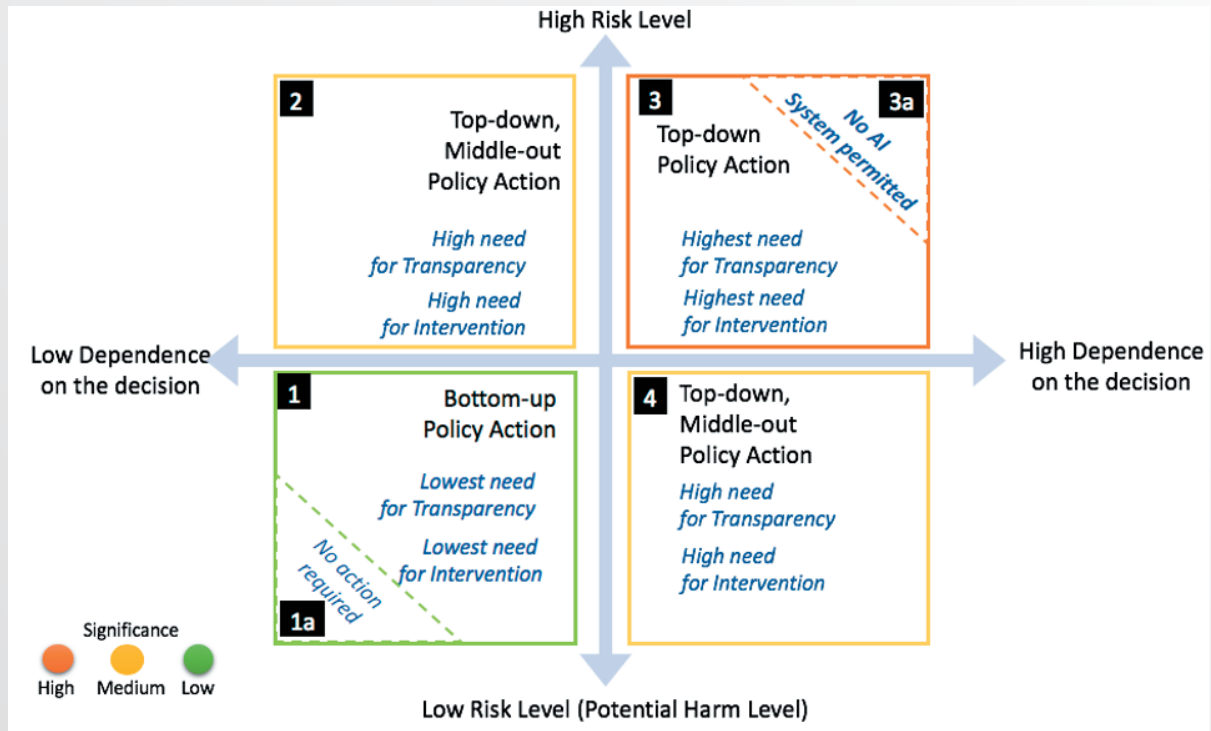 High Risk Level
2
Top-down,
Middle-out
Policy Action
High need
for Transparency
High need
for Intervention
3
3a
No AI
System permitted
Top-down
Policy Action
Highest need
for Transparency
Highest need
for Intervention
Low Dependence
on the decision
High Dependence
on the decision
1
Bottom-up
Policy Action
Lowest need
for Transparency
Lowest need
for Intervention
No action
required
1a
4
Top-down,
Middle-out
Policy Action
High need
for Transparency
High need
for Intervention
Significance
High Medium Low
Low Risk Level (Potential Harm Level)